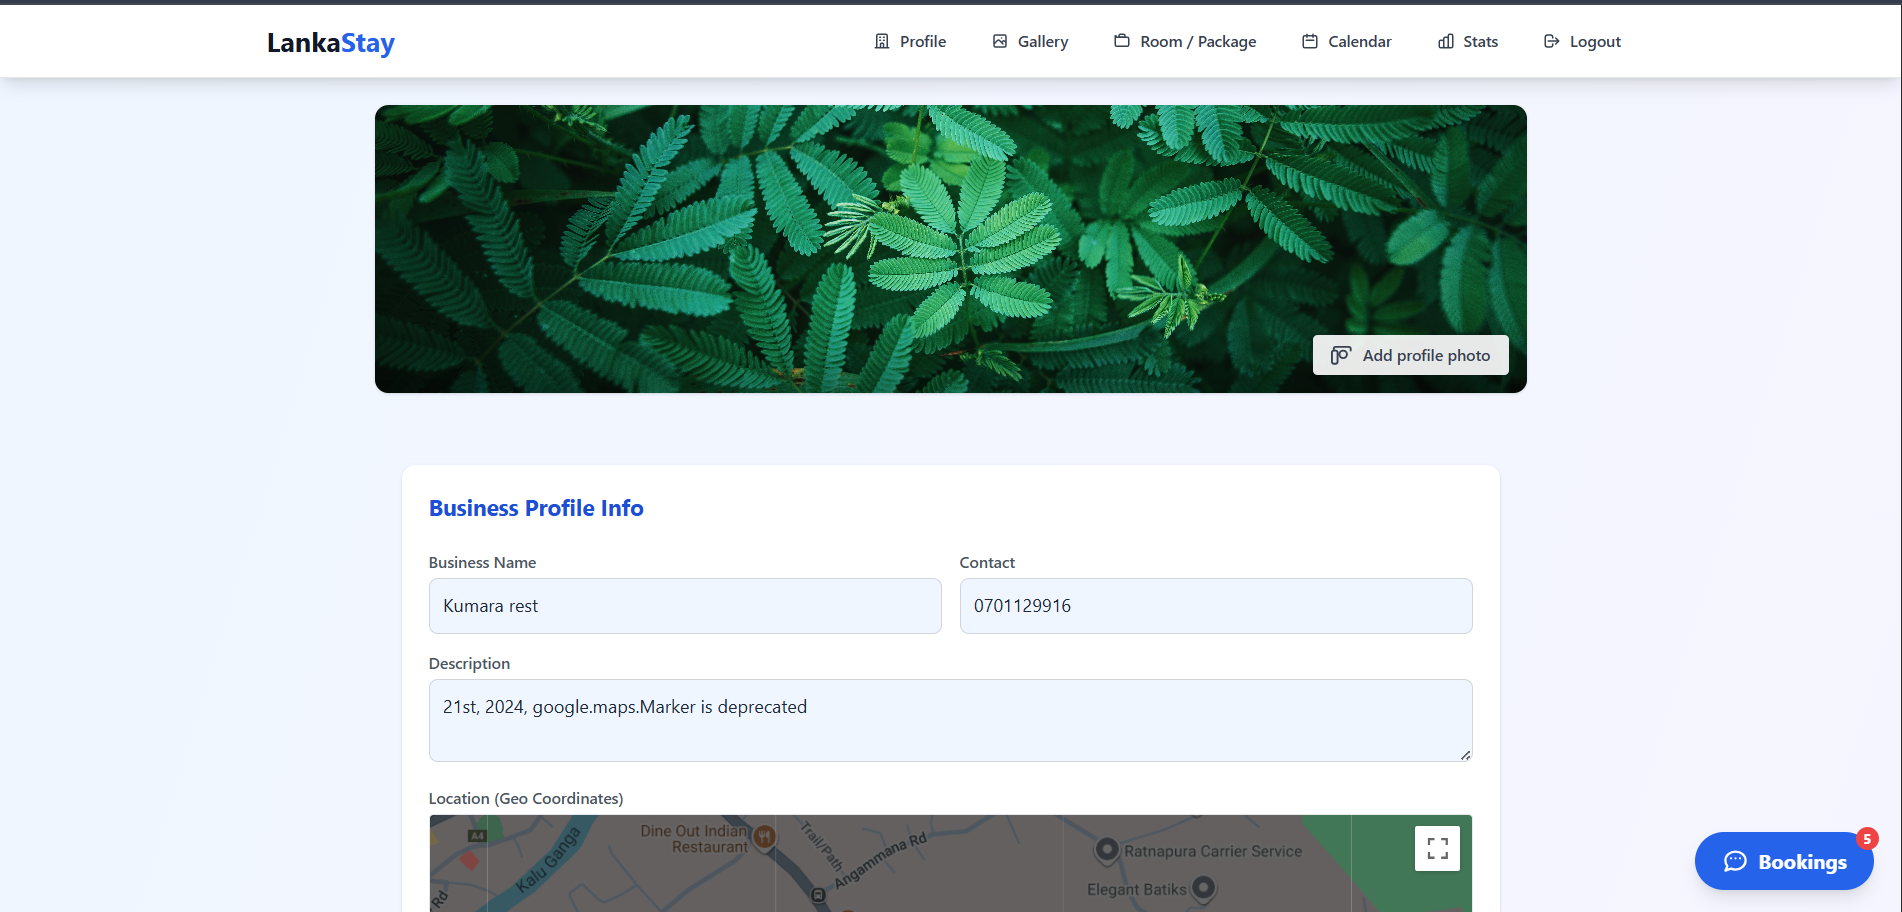 LankaStay
Profile
Gallery
Room / Package
Calendar
Stats
Logout
Add profile photo
Business Profile Info
Business Name
Contact
Kumara rest
0701129916
Description
21st, 2024, google.maps.Marker is deprecated
Location (Geo Coordinates)
A4
Kalu Ganga
Dine Out Indian
Restaurant
Trail/Path
Angammana Rd
Ratnapura Carrier Service
Elegant Batiks
Rd
5
Bookings